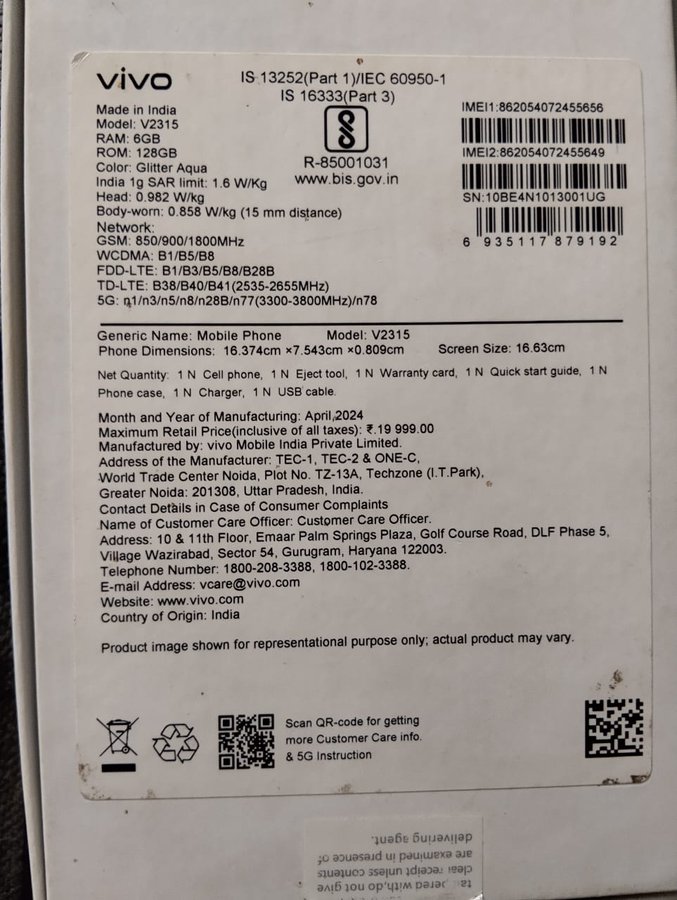 vivo
IS 13252(Part 1)/IEC 60950-1
IS 16333(Part 3)
R-85001031
www.bis.gov.in
IMEI1:862054072455656
IMEI2:862054072455649
SN:10BE4N1013001UG
6 935117 879192
Made in India
Model: V2315
RAM: 6GB
ROM: 128GB
Color: Glitter Aqua
India 1g SAR limit: 1.6 W/Kg
Head: 0.982 W/kg
Body-worn: 0.858 W/kg (15 mm distance)
Network:
GSM: 850/900/1800MHz
WCDMA: B1/B5/B8
FDD-LTE: B1/B3/B5/B8/B28B
TD-LTE: B38/B40/B41(2535-2655MHz)
5G: n1/n3/n5/n8/n28B/n77(3300-3800MHz)/n78
Generic Name: Mobile Phone Model: V2315
Phone Dimensions: 16.374cm ×7.543cm ×0.809cm Screen Size: 16.63cm
Net Quantity: 1 N Cell phone, 1 N Eject tool, 1 N Warranty card, 1 N Quick start guide, 1 N
Phone case, 1 N Charger, 1 N USB cable.
Month and Year of Manufacturing: April,2024
Maximum Retail Price(inclusive of all taxes): ₹.19 999.00
Manufactured by: vivo Mobile India Private Limited.
Address of the Manufacturer: TEC-1, TEC-2 & ONE-C,
World Trade Center Noida, Plot No. TZ-13A, Techzone (I.T.Park),
Greater Noida: 201308, Uttar Pradesh, India.
Contact Details in Case of Consumer Complaints
Name of Customer Care Officer: Customer Care Officer.
Address: 10 & 11th Floor, Emaar Palm Springs Plaza, Golf Course Road, DLF Phase 5,
Village Wazirabad, Sector 54, Gurugram, Haryana 122003.
Telephone Number: 1800-208-3388, 1800-102-3388.
E-mail Address: vcare@vivo.com
Website: www.vivo.com
Country of Origin: India
Product image shown for representational purpose only; actual product may vary.
Scan QR-code for getting
more Customer Care info.
& 5G Instruction
with,do not give
clear receipt unless contents
are examined in presence of
delivering agent.